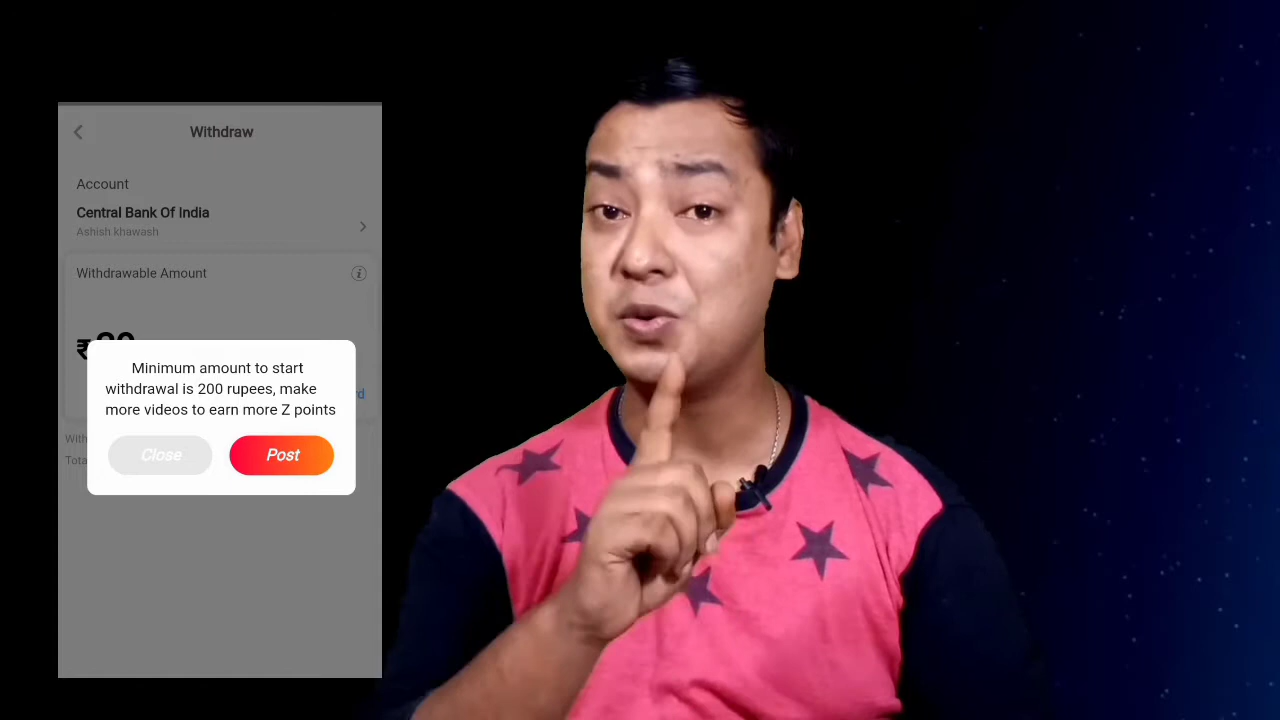 Withdraw
Account
Central Bank Of India
Ashish khawash
Withdrawable Amount
₹
Minimum amount to start
withdrawal is 200 rupees, make
more videos to earn more Z points
Close
Post